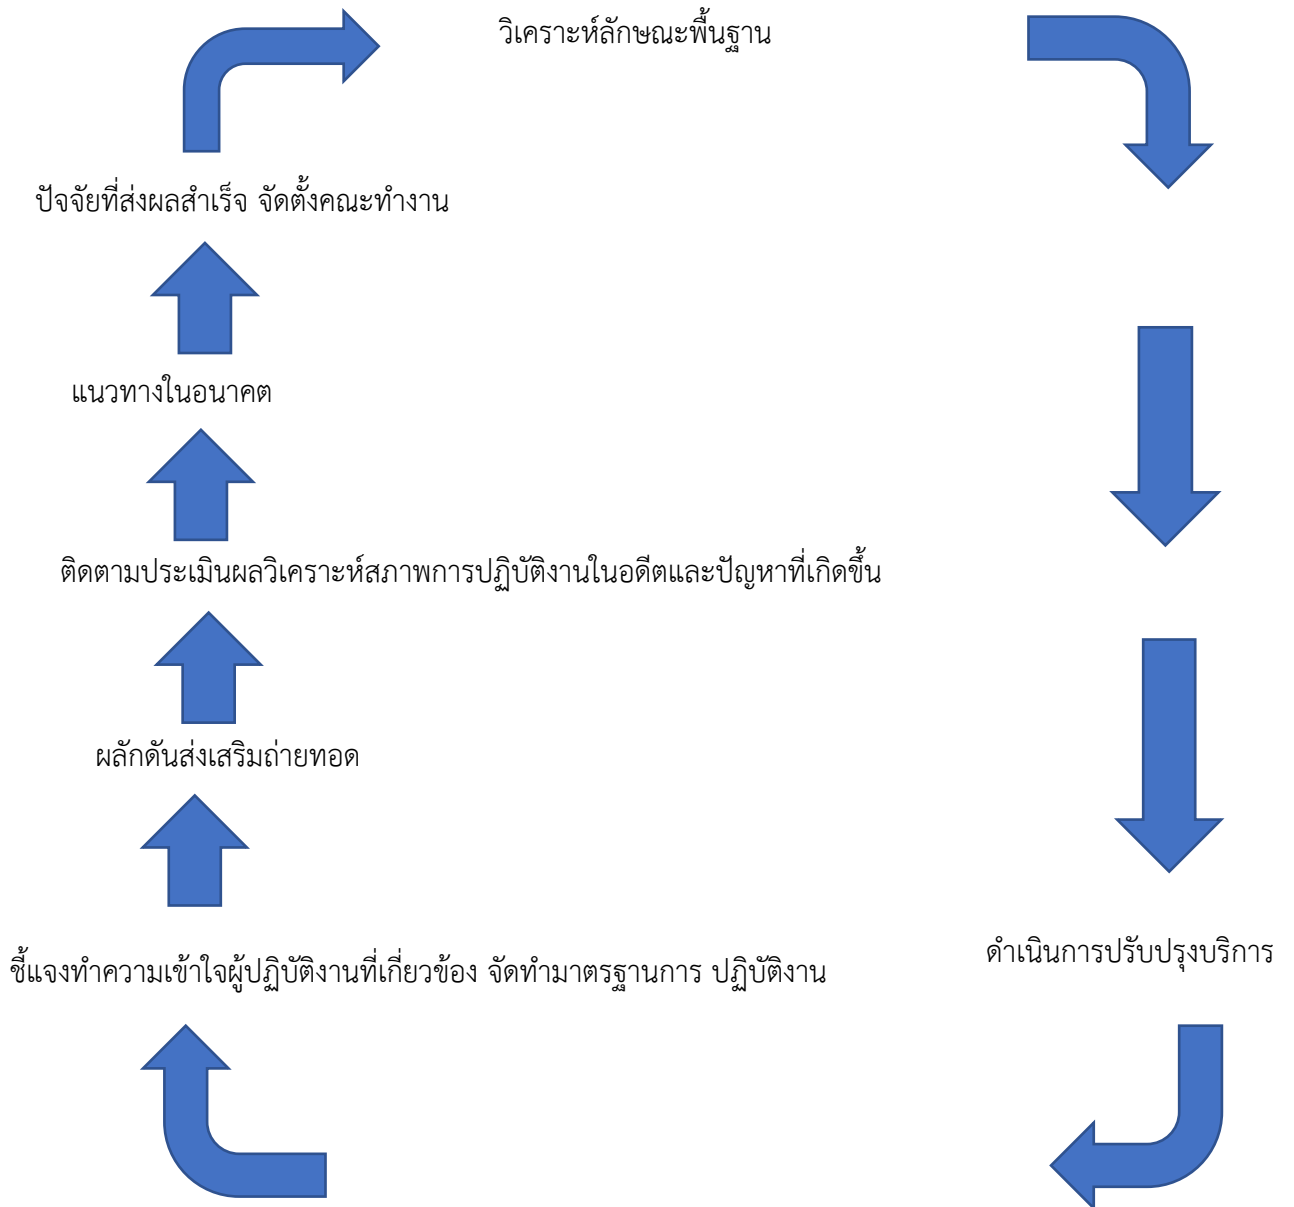 วิเคราะห์ลักษณะพื้นฐาน
ปัจจัยที่ส่งผลสำเร็จ จัดตั้งคณะทำงาน
แนวทางในอนาคต
ติดตามประเมินผลวิเคราะห์สภาพการปฏิบัติงานในอดีตและปัญหาที่เกิดขึ้น
ผลักดันส่งเสริมถ่ายทอด
ชี้แจงทำความเข้าใจผู้ปฏิบัติงานที่เกี่ยวข้อง จัดทำมาตรฐานการ ปฏิบัติงาน
ดำเนินการปรับปรุงบริการ